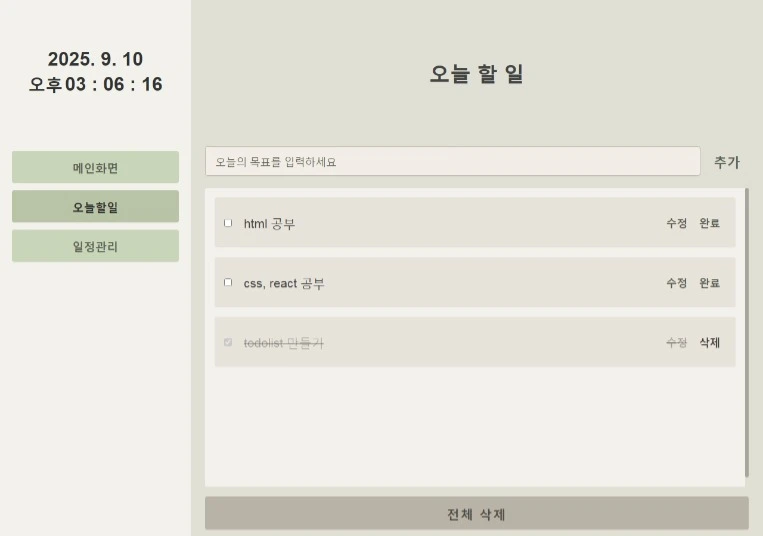 2025. 9. 10
오후 03 : 06 : 16
메인화면
오늘할일
일정관리
오늘 할 일
오늘의 목표를 입력하세요 추가
html 공부 수정 완료
css, react 공부 수정 완료
todolist 만들기 수정 삭제
전체 삭제